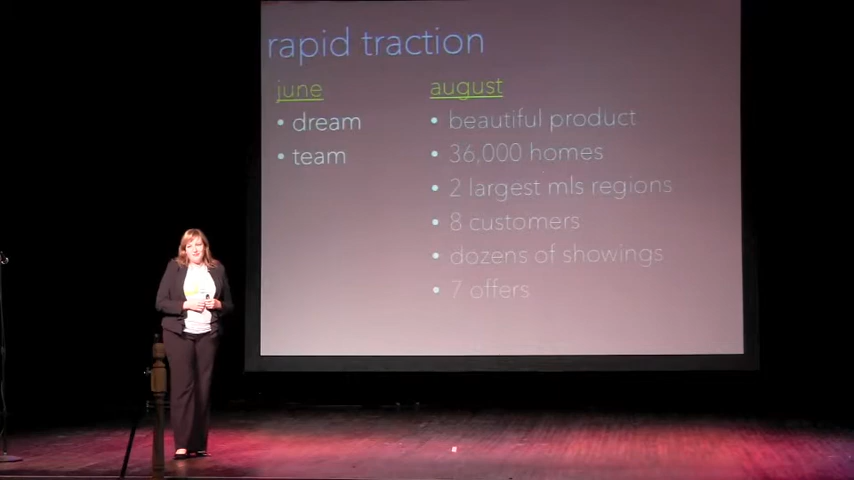 rapid traction
june
• dream
• team
august
• beautiful product
• 36,000 homes
• 2 largest mls regions
• 8 customers
• dozens of showings
• 7 offers